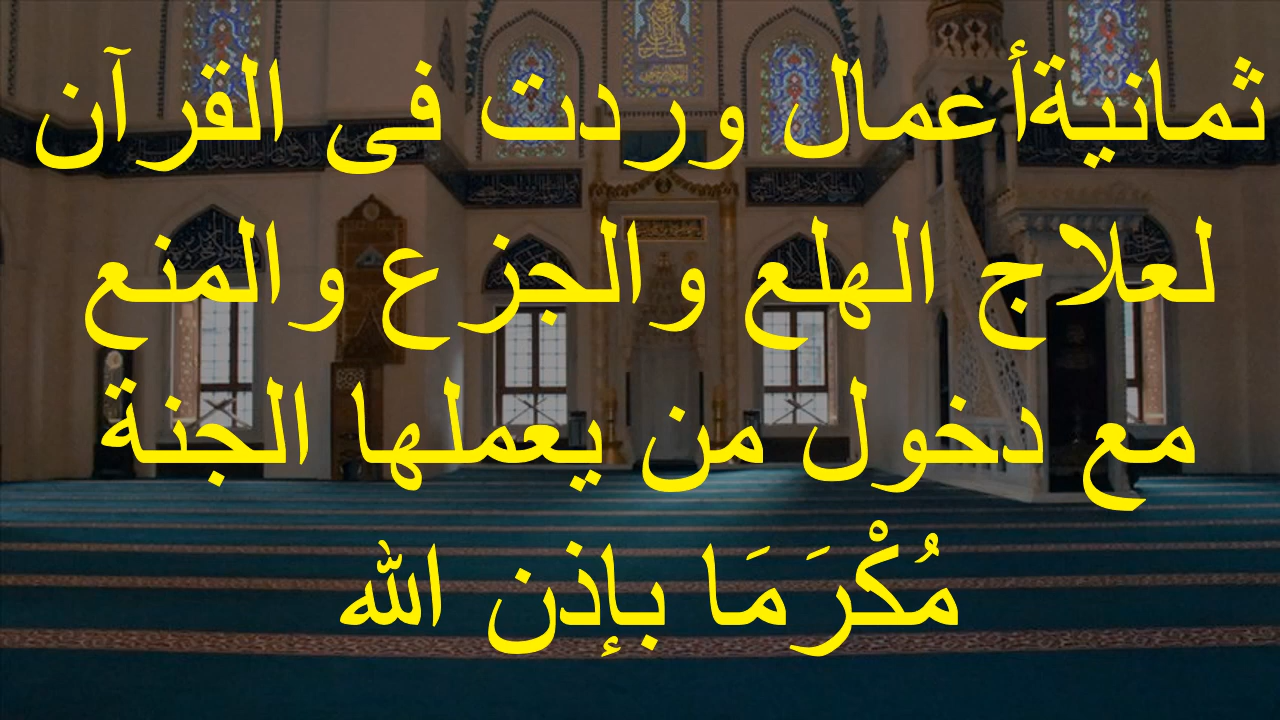 ثمانيةأعمال وردت فى القرآن
لعلاج الهلع والجزع والمنع
مع دخول من يعملها الجنة
مُكْرَمَا بإذن الله